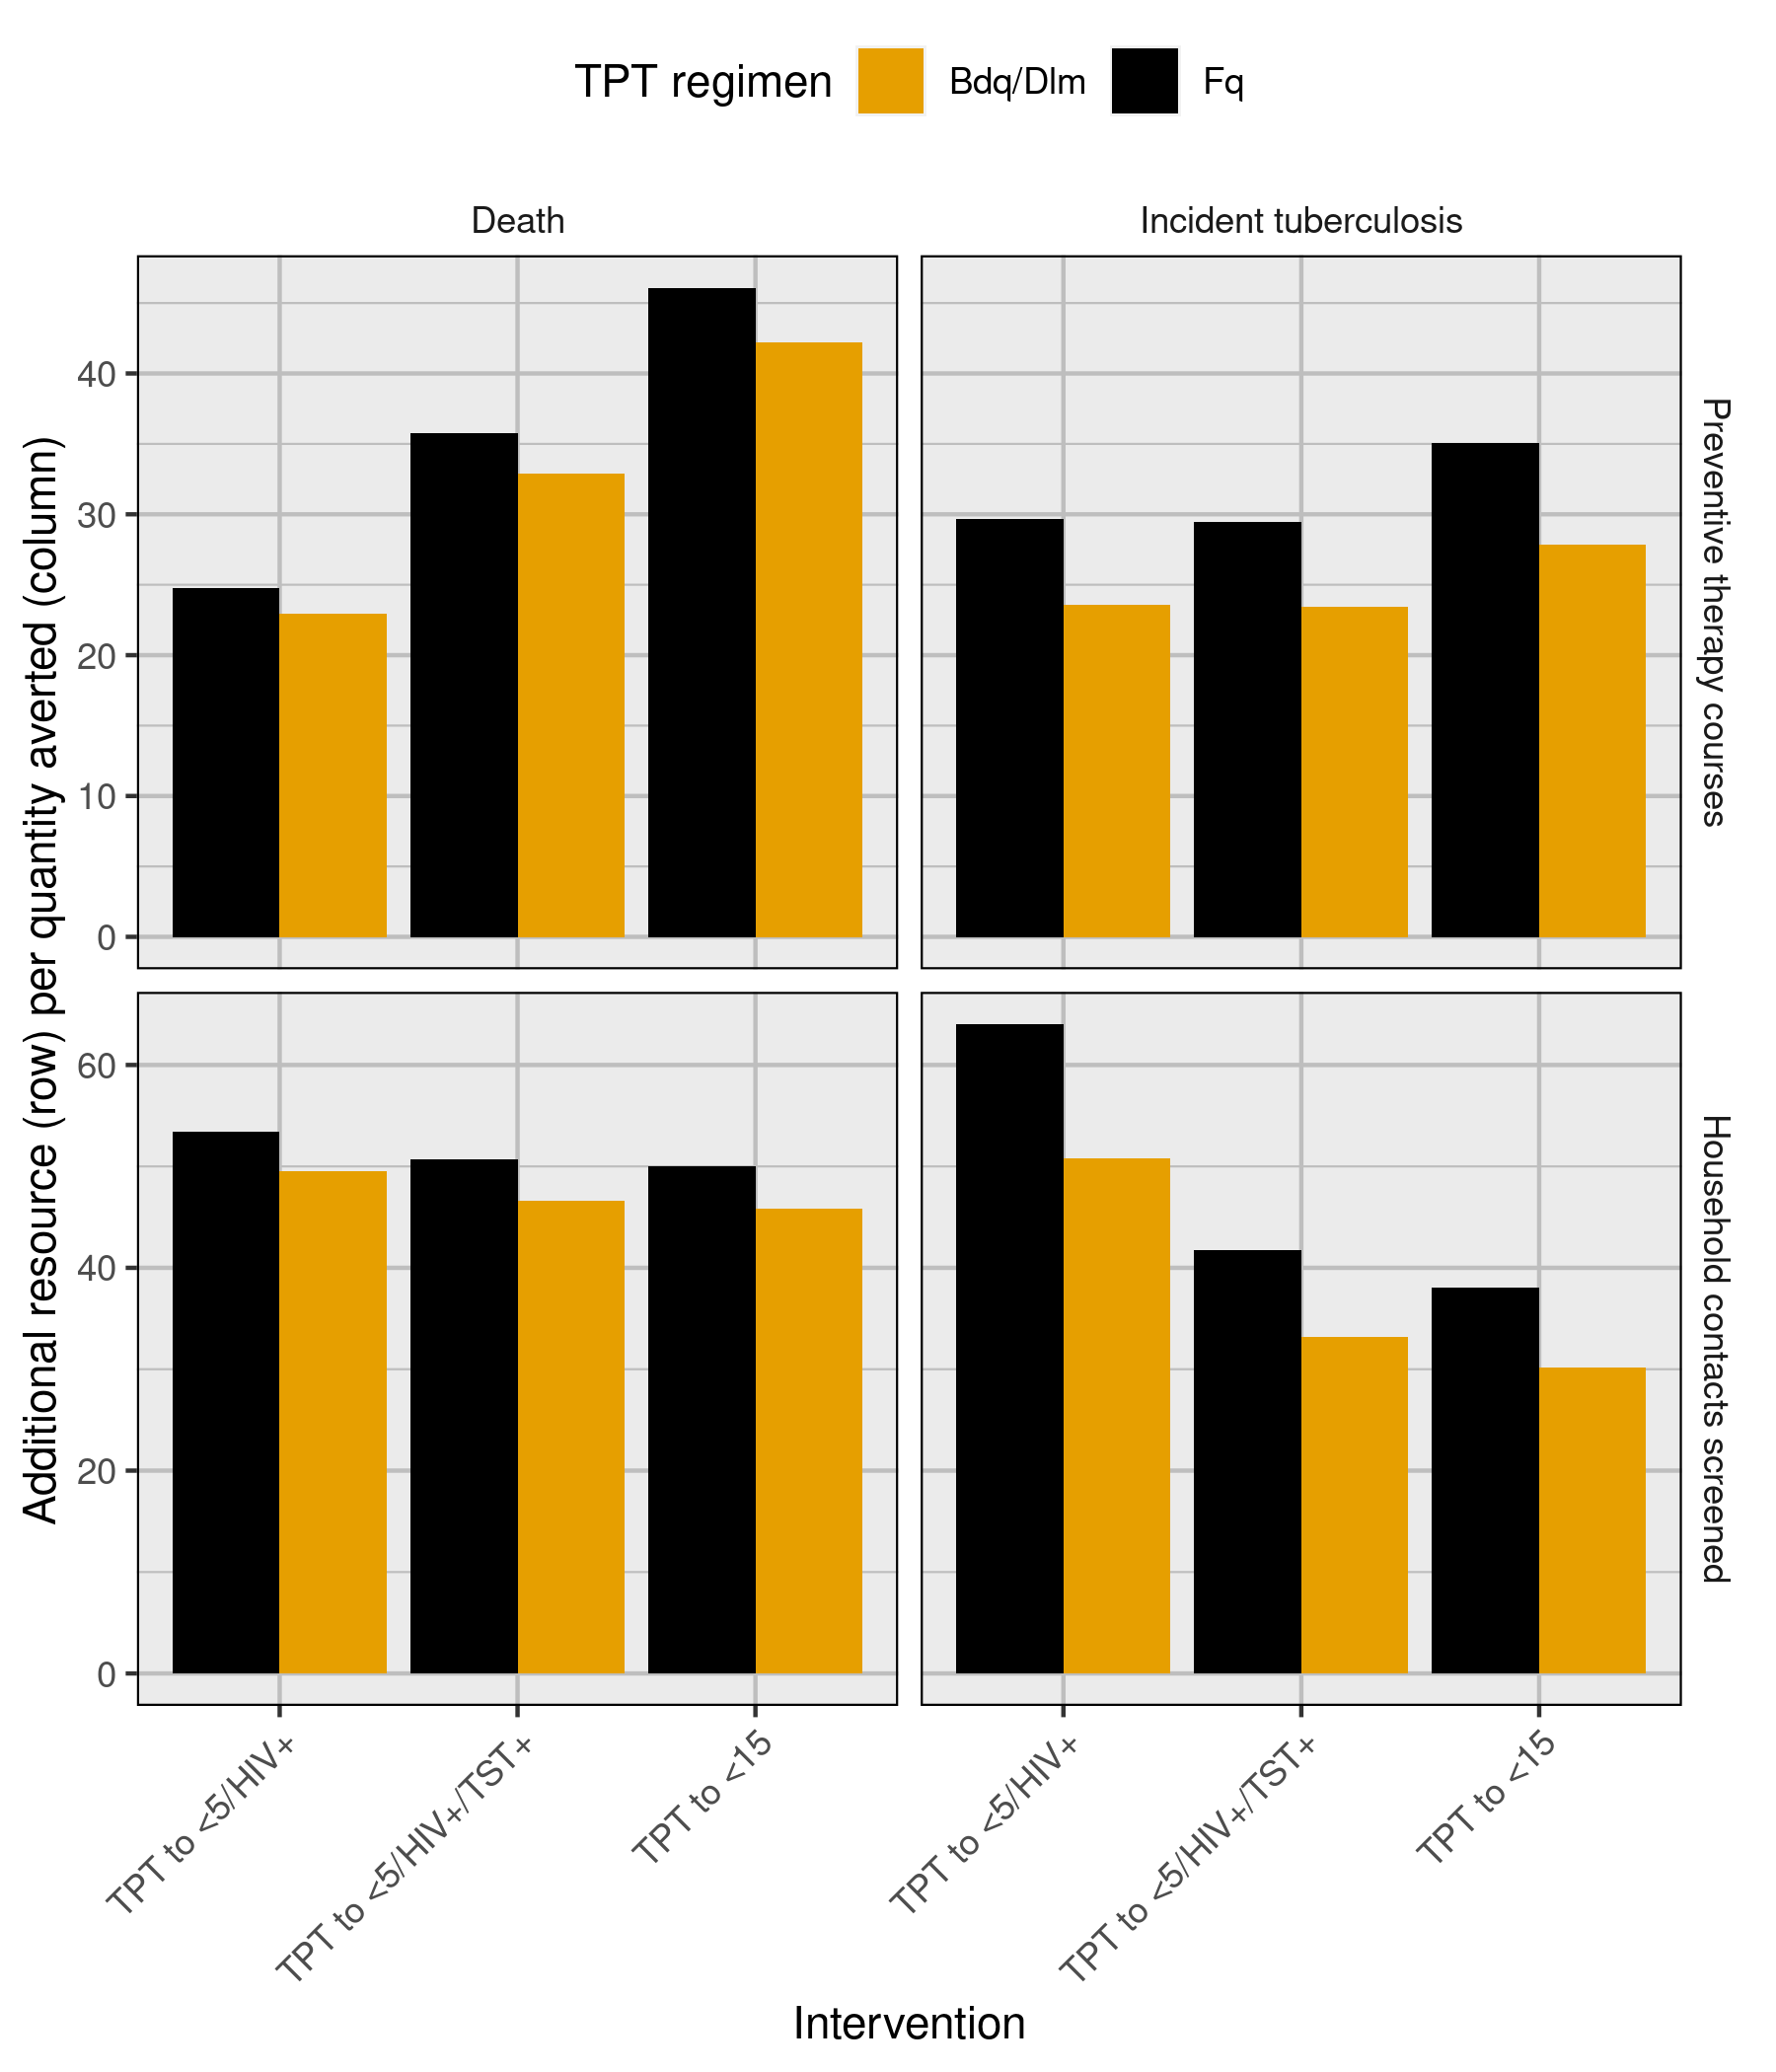 TPT regimen Bdq/Dlm Fq
Death Incident tuberculosis
Additional resource (row) per quantity averted (column)
40
30
20
10
0
Preventive therapy courses
60
40
20
0
Household contacts screened
TPT to <5/HIV+
TPT to <5/HIV+/TST+
TPT to <15
TPT to <5/HIV+
TPT to <5/HIV+/TST+
TPT to <15
Intervention